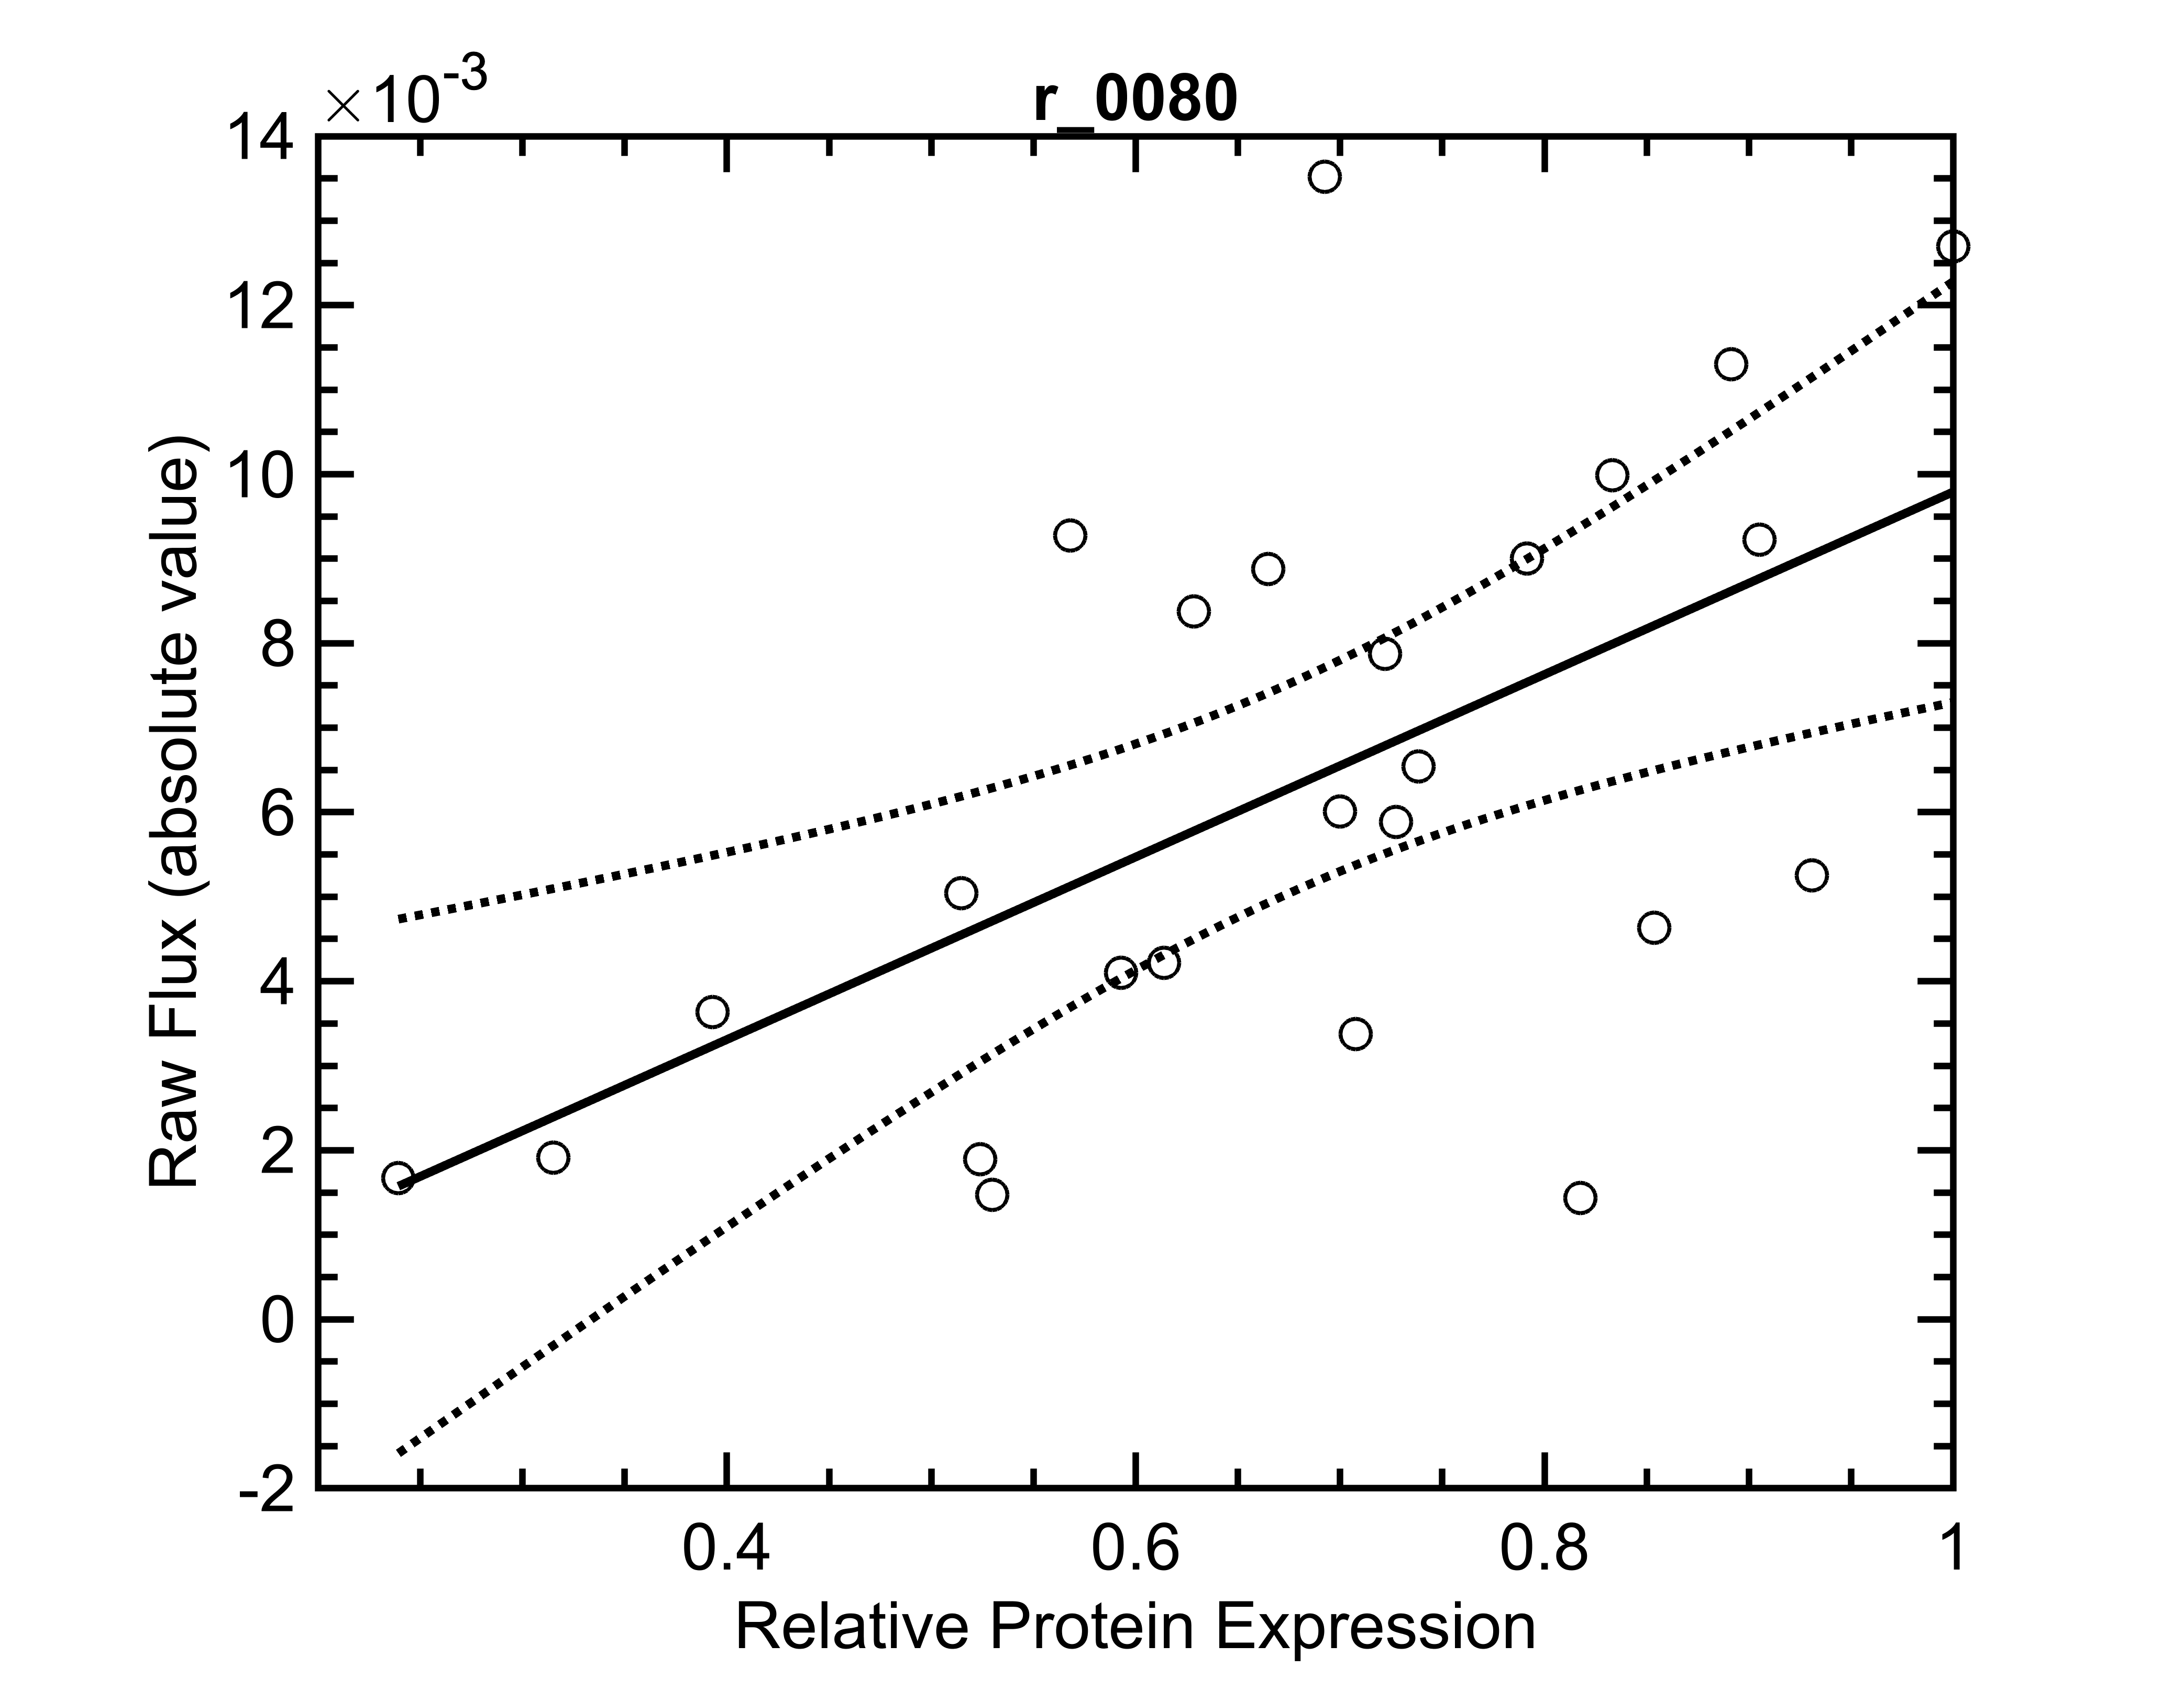 ×10-3
r_0080
14
12
10
8
6
4
2
0
-2
Raw Flux (absolute value)
0.4 0.6 0.8 1
Relative Protein Expression